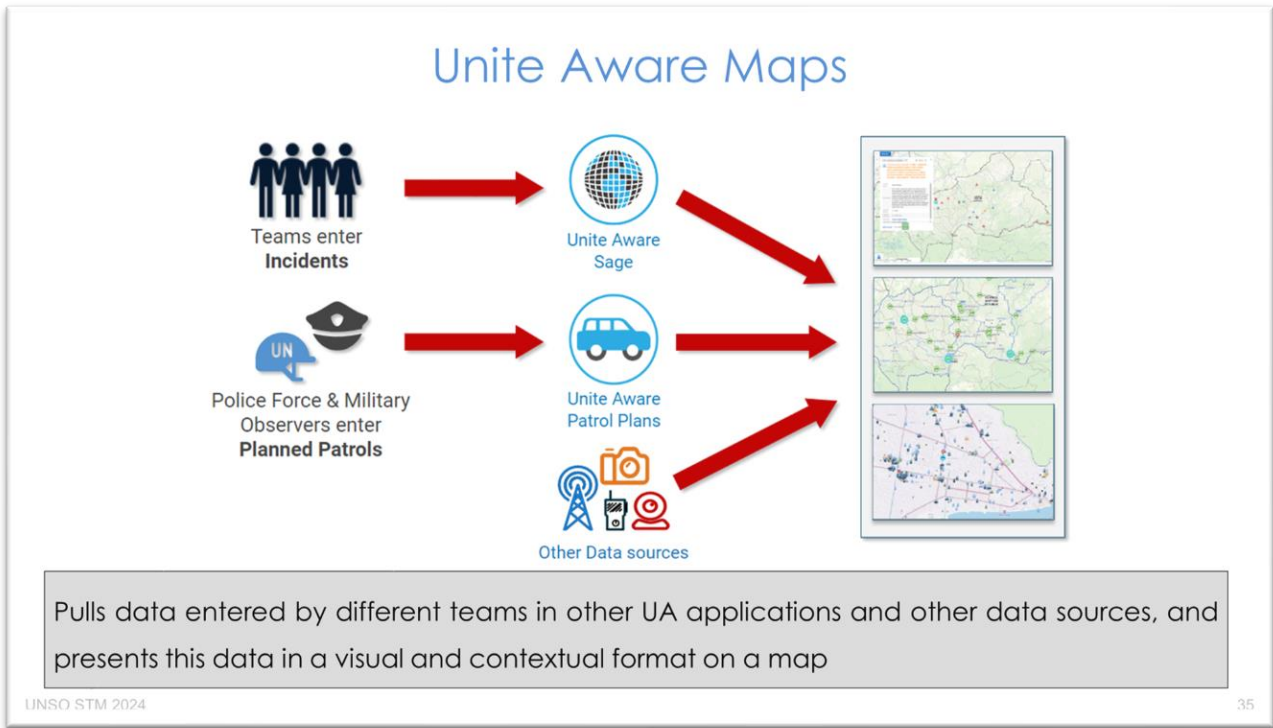 Unite Aware Maps
Teams enter
Incidents
Unite Aware
Sage
UN
Police Force & Military
Observers enter
Planned Patrols
Unite Aware
Patrol Plans
Other Data sources
Pulls data entered by different teams in other UA applications and other data sources, and
presents this data in a visual and contextual format on a map
UNSO STM 2024
35